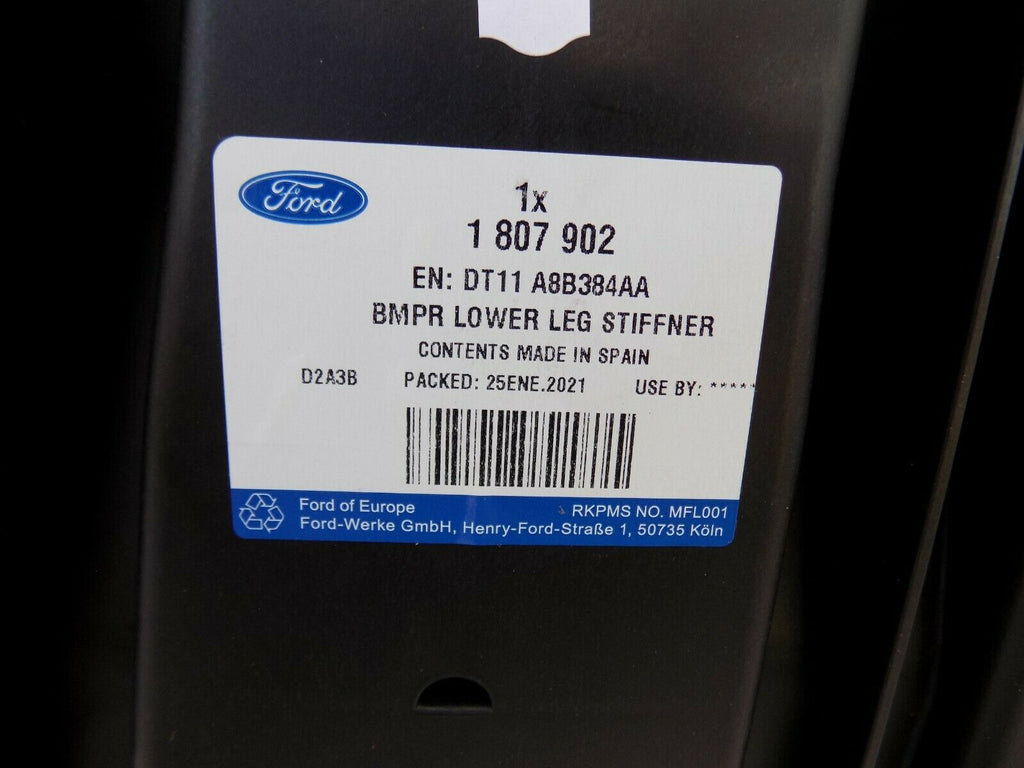 Ford
1x
1 807 902
EN: DT11 A8B384AA
BMPR LOWER LEG STIFFNER
CONTENTS MADE IN SPAIN
D2A3B PACKED: 25ENE.2021 USE BY: *****
Ford of Europe RKPMS NO. MFL001
Ford-Werke GmbH, Henry-Ford-Straße 1, 50735 Köln